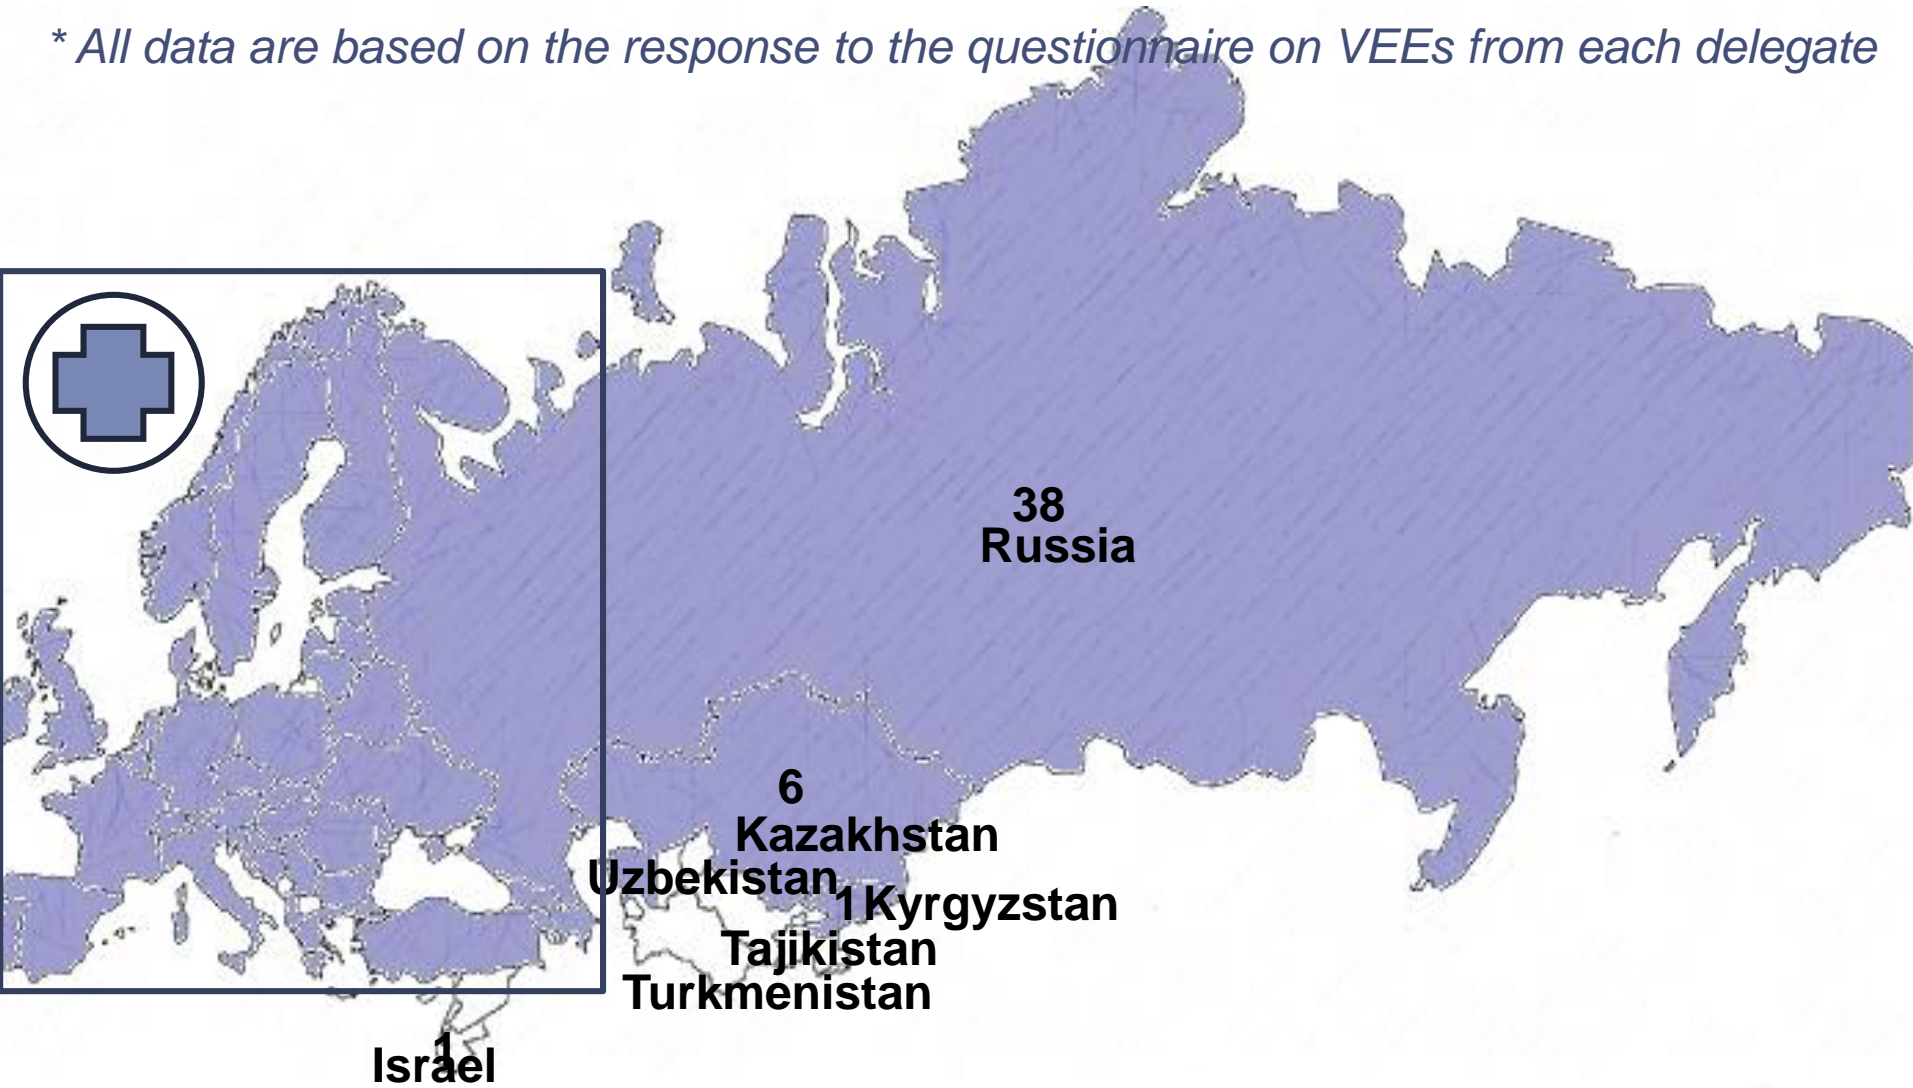 * All data are based on the response to the questionnaire on VEEs from each delegate
38
Russia
6
Kazakhstan
Uzbekistan
1 Kyrgyzstan
Tajikistan
Turkmenistan
1
Israel